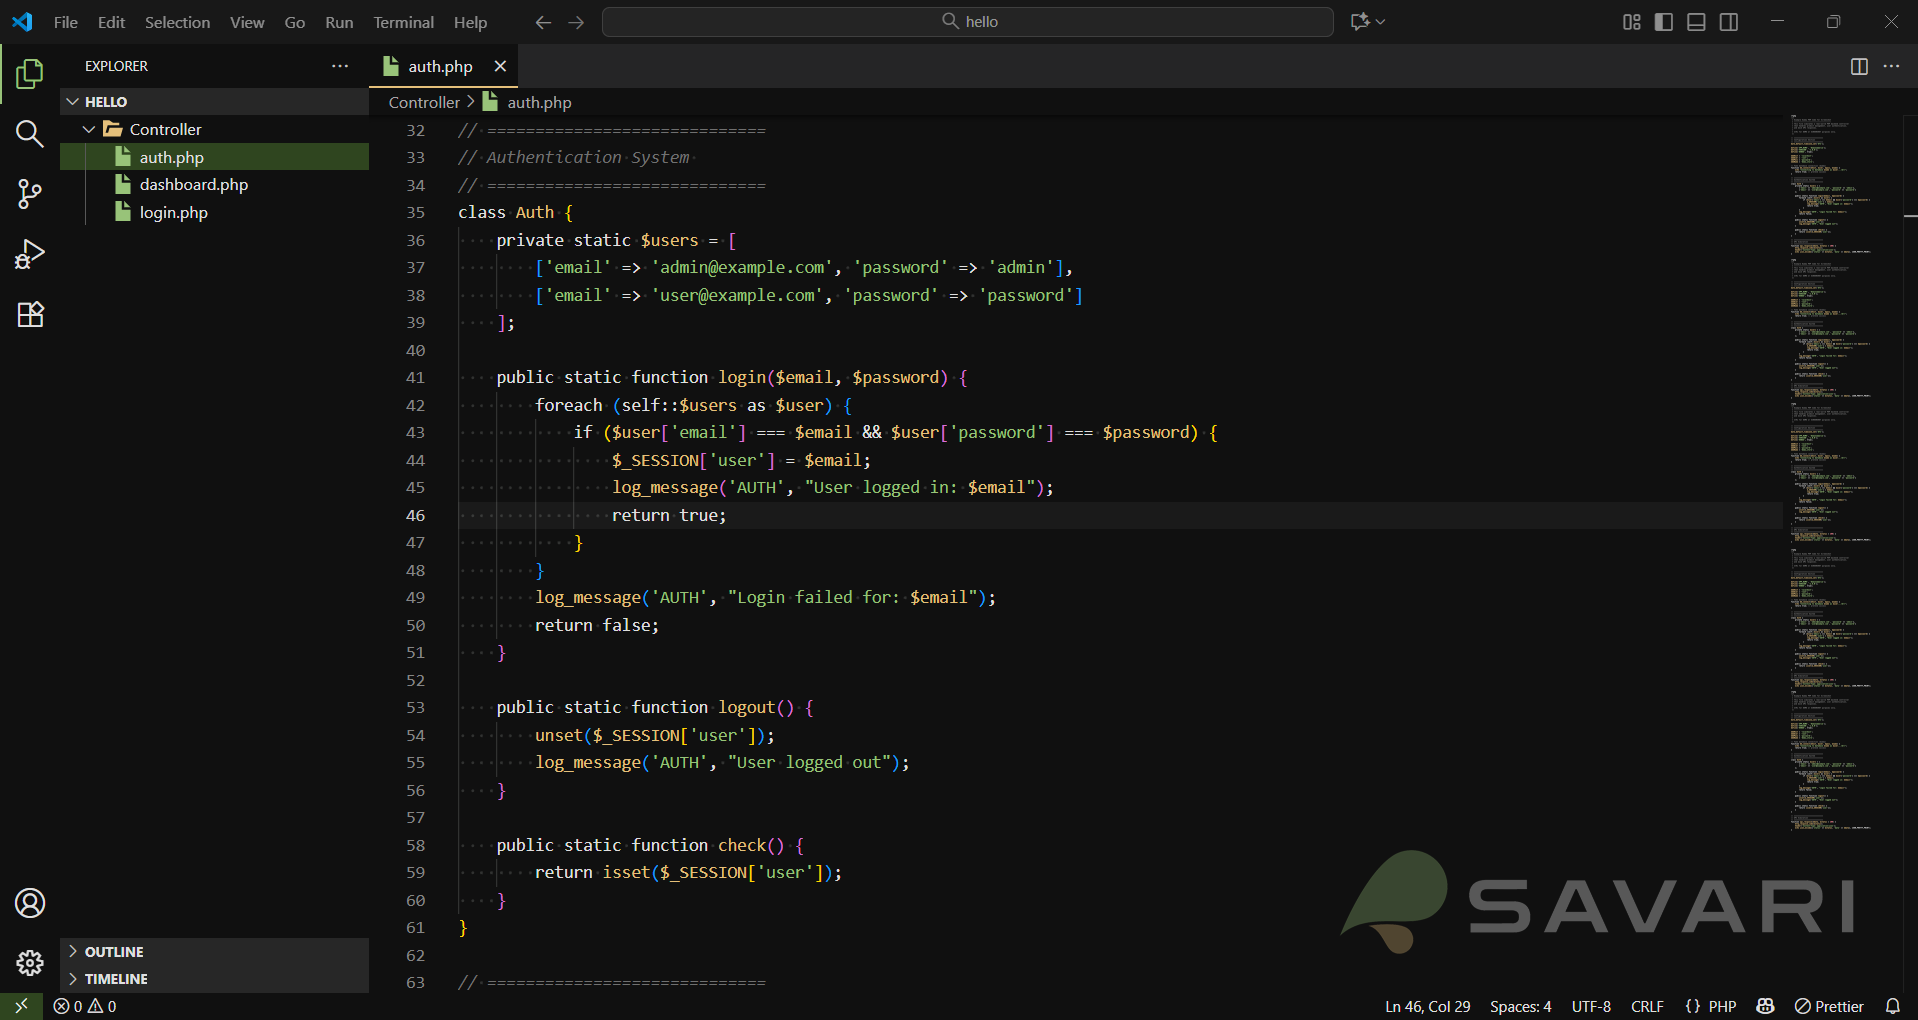 File Edit Selection View Go Run Terminal Help
hello
EXPLORER
HELLO
Controller
auth.php
dashboard.php
login.php
OUTLINE
TIMELINE
auth.php
Controller > auth.php
32 // =============================
33 // Authentication System
34 // =============================
35 class Auth {
36     private static $users = [
37         ['email' => 'admin@example.com', 'password' => 'admin'],
38         ['email' => 'user@example.com', 'password' => 'password']
39     ];
40
41     public static function login($email, $password) {
42         foreach (self::$users as $user) {
43             if ($user['email'] === $email && $user['password'] === $password) {
44                 $_SESSION['user'] = $email;
45                 log_message('AUTH', "User logged in: $email");
46                 return true;
47             }
48         }
49         log_message('AUTH', "Login failed for: $email");
50         return false;
51     }
52
53     public static function logout() {
54         unset($_SESSION['user']);
55         log_message('AUTH', "User logged out");
56     }
57
58     public static function check() {
59         return isset($_SESSION['user']);
60     }
61 }
62
63 // =============================
SAVARI
0 0
Ln 46, Col 29 Spaces: 4 UTF-8 CRLF {} PHP Prettier